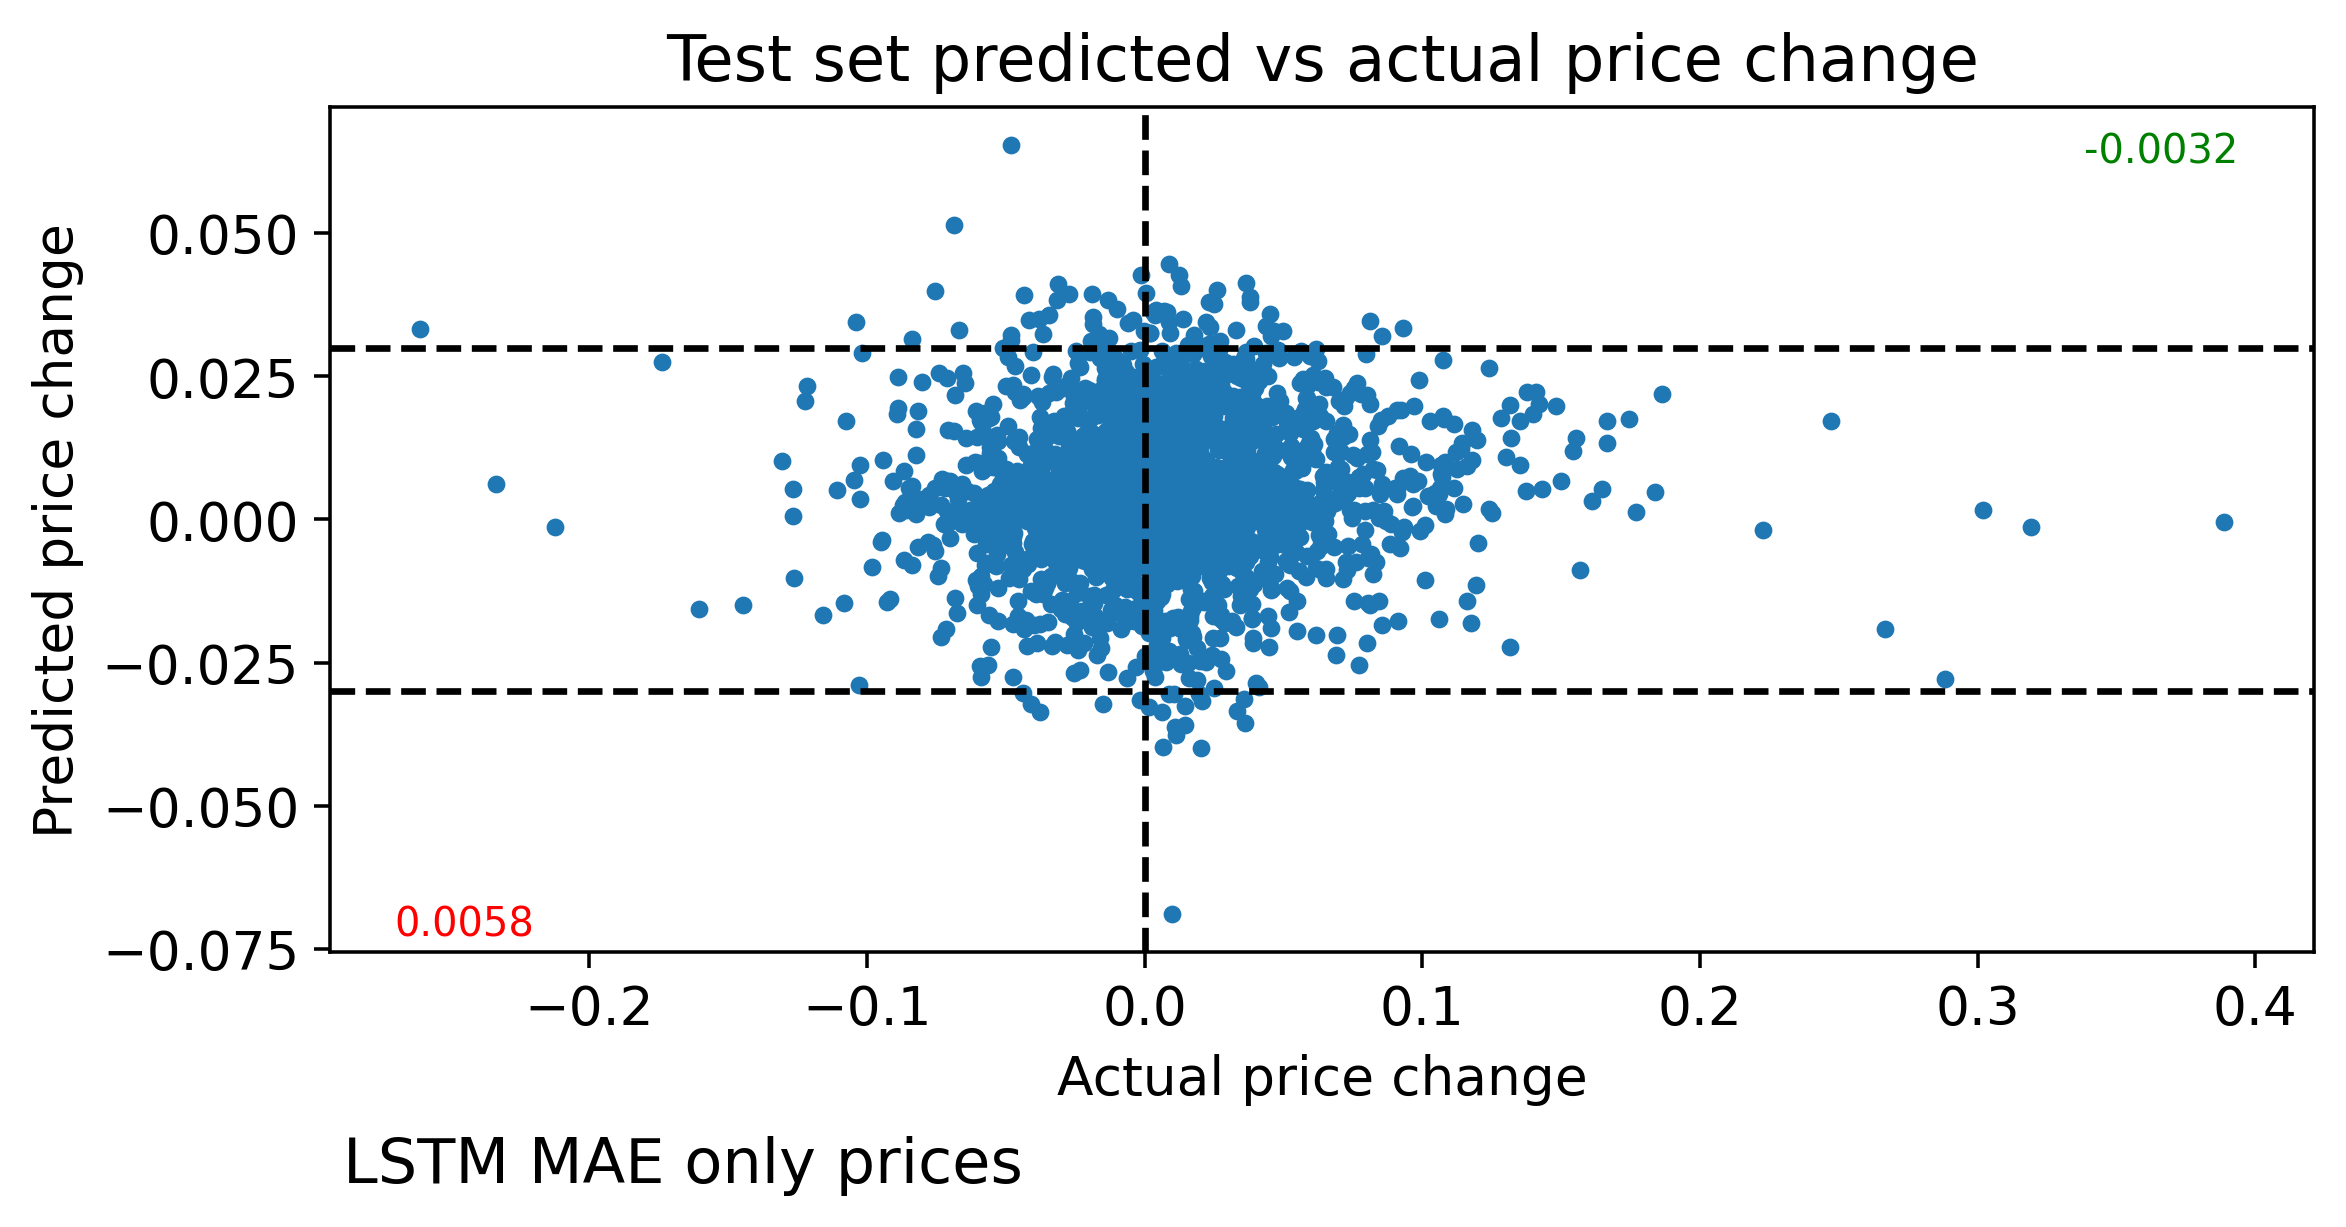 Test set predicted vs actual price change
-0.0032
0.050
0.025
0.000
−0.025
−0.050
−0.075
Predicted price change
0.0058
−0.2 −0.1 0.0 0.1 0.2 0.3 0.4
Actual price change
LSTM MAE only prices